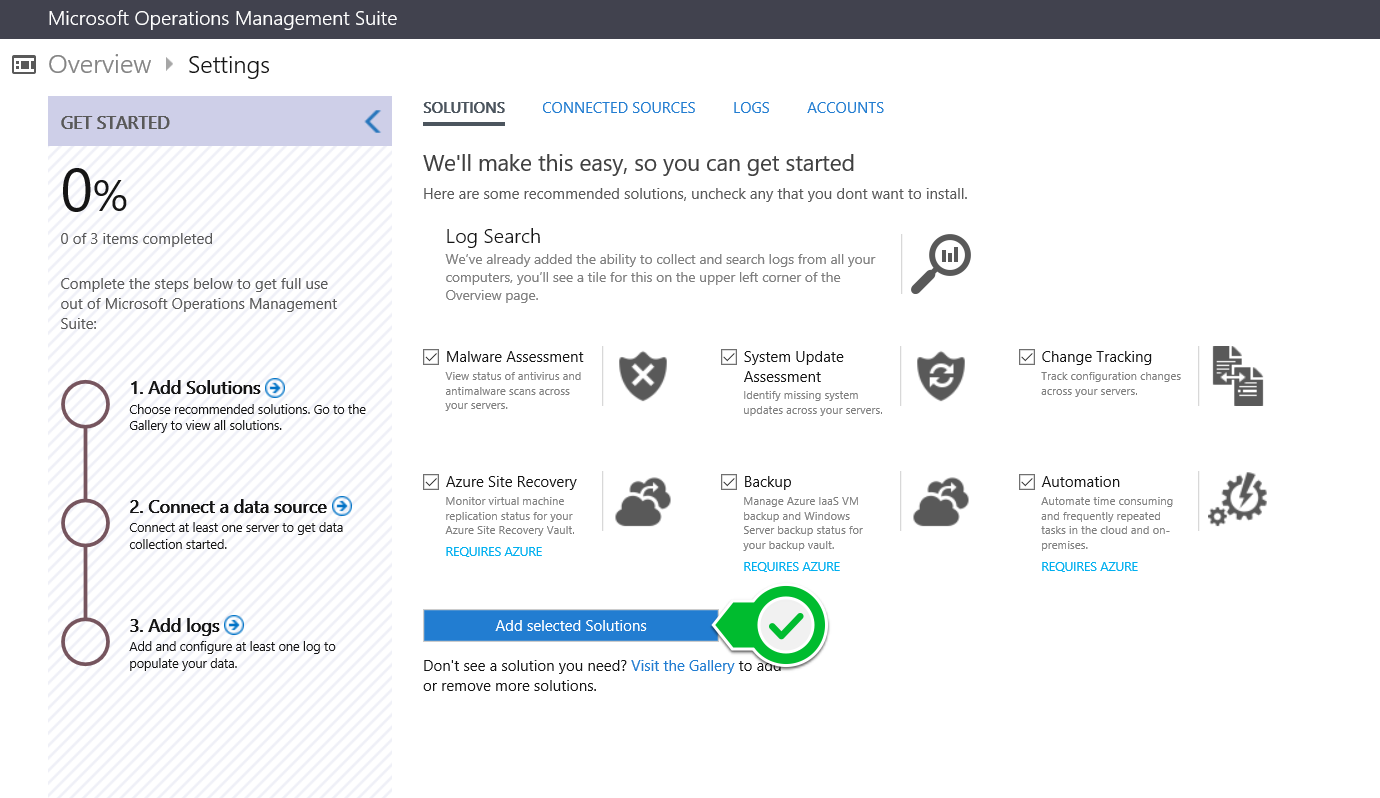 Microsoft Operations Management Suite
Overview
Settings
GET STARTED
0%
0 of 3 items completed
Complete the steps below to get full use
out of Microsoft Operations Management
Suite:
1. Add Solutions
Choose recommended solutions. Go to the
Gallery to view all solutions.
2. Connect a data source
Connect at least one server to get data
collection started.
3. Add logs
Add and configure at least one log to
populate your data.
SOLUTIONS
CONNECTED SOURCES
LOGS
ACCOUNTS
We'll make this easy, so you can get started
Here are some recommended solutions, uncheck any that you dont want to install.
Log Search
We've already added the ability to collect and search logs from all your
computers, you'll see a tile for this on the upper left corner of the
Overview page.
Malware Assessment
View status of antivirus and
antimalware scans across
your servers.
System Update
Assessment
Identify missing system
updates across your servers.
Change Tracking
Track configuration changes
across your servers.
Azure Site Recovery
Monitor virtual machine
replication status for your
Azure Site Recovery Vault.
REQUIRES AZURE
Backup
Manage Azure IaaS VM
backup and Windows
Server backup status for
your backup vault.
REQUIRES AZURE
Automation
Automate time consuming
and frequently repeated
tasks in the cloud and on-
premises.
REQUIRES AZURE
Add selected Solutions
Don't see a solution you need? Visit the Gallery to add
or remove more solutions.